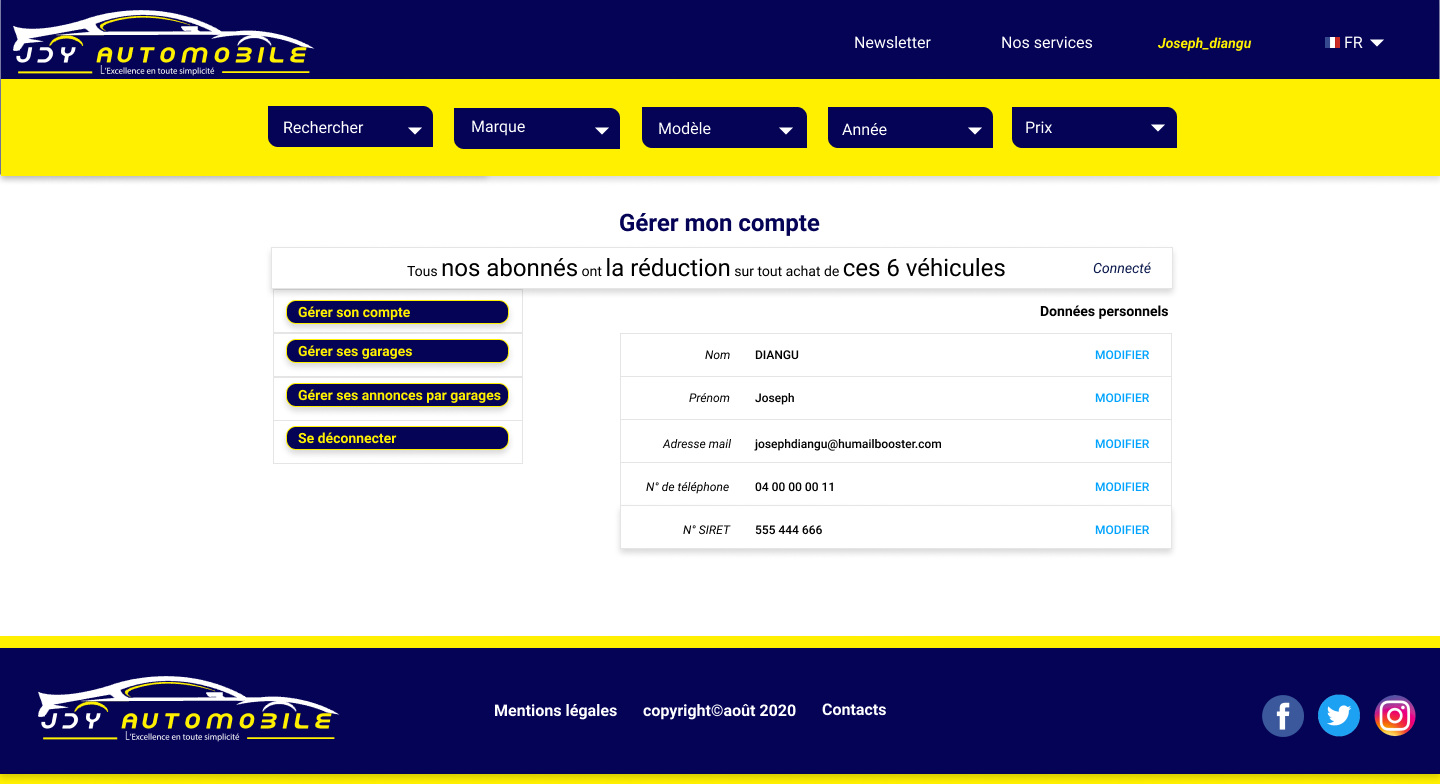 JDY AUTOMOBILE
L'Excellence en toute simplicité
Newsletter
Nos services
Joseph_diangu
FR
Rechercher
Marque
Modèle
Année
Prix
Gérer mon compte
Tous nos abonnés ont la réduction sur tout achat de ces 6 véhicules
Connecté
Gérer son compte
Gérer ses garages
Gérer ses annonces par garages
Se déconnecter
Données personnels
Nom DIANGU MODIFIER
Prénom Joseph MODIFIER
Adresse mail josephdiangu@humailbooster.com MODIFIER
N° de téléphone 04 00 00 00 11 MODIFIER
N° SIRET 555 444 666 MODIFIER
JDY AUTOMOBILE
L'Excellence en toute simplicité
Mentions légales
copyright©août 2020
Contacts